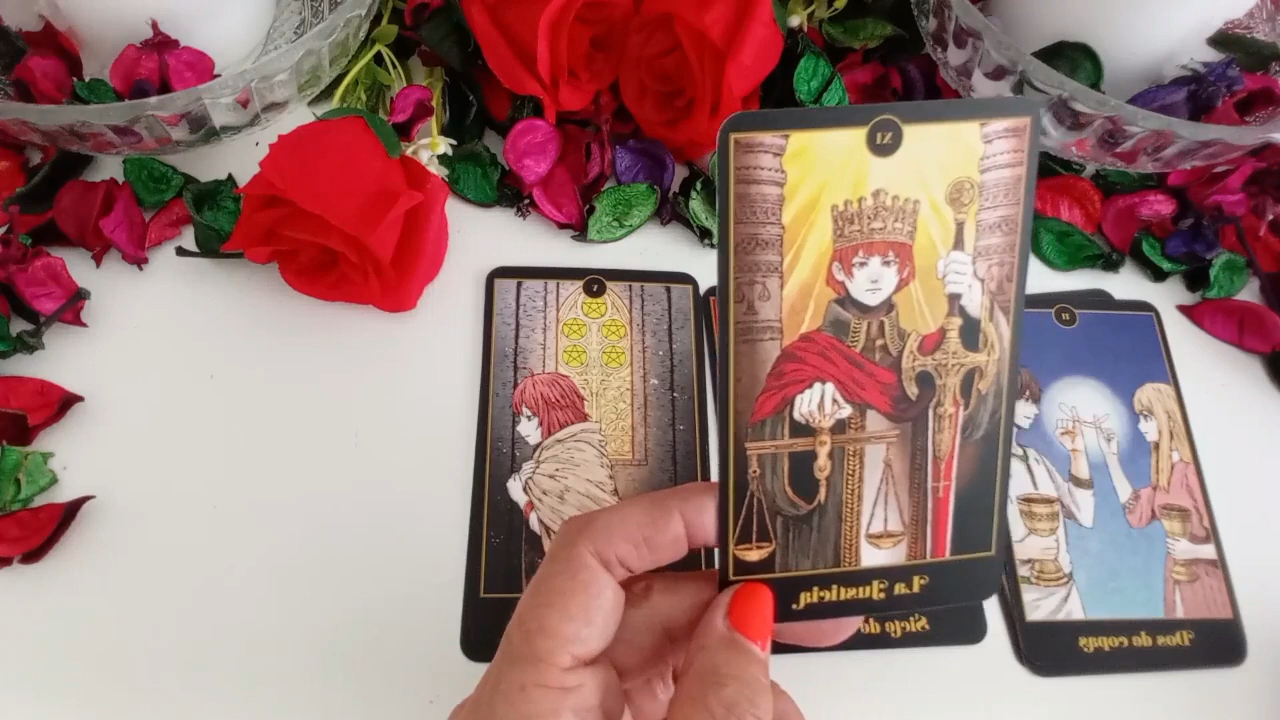 V
XI
II
La Justicia
Siete de
Dos de copas